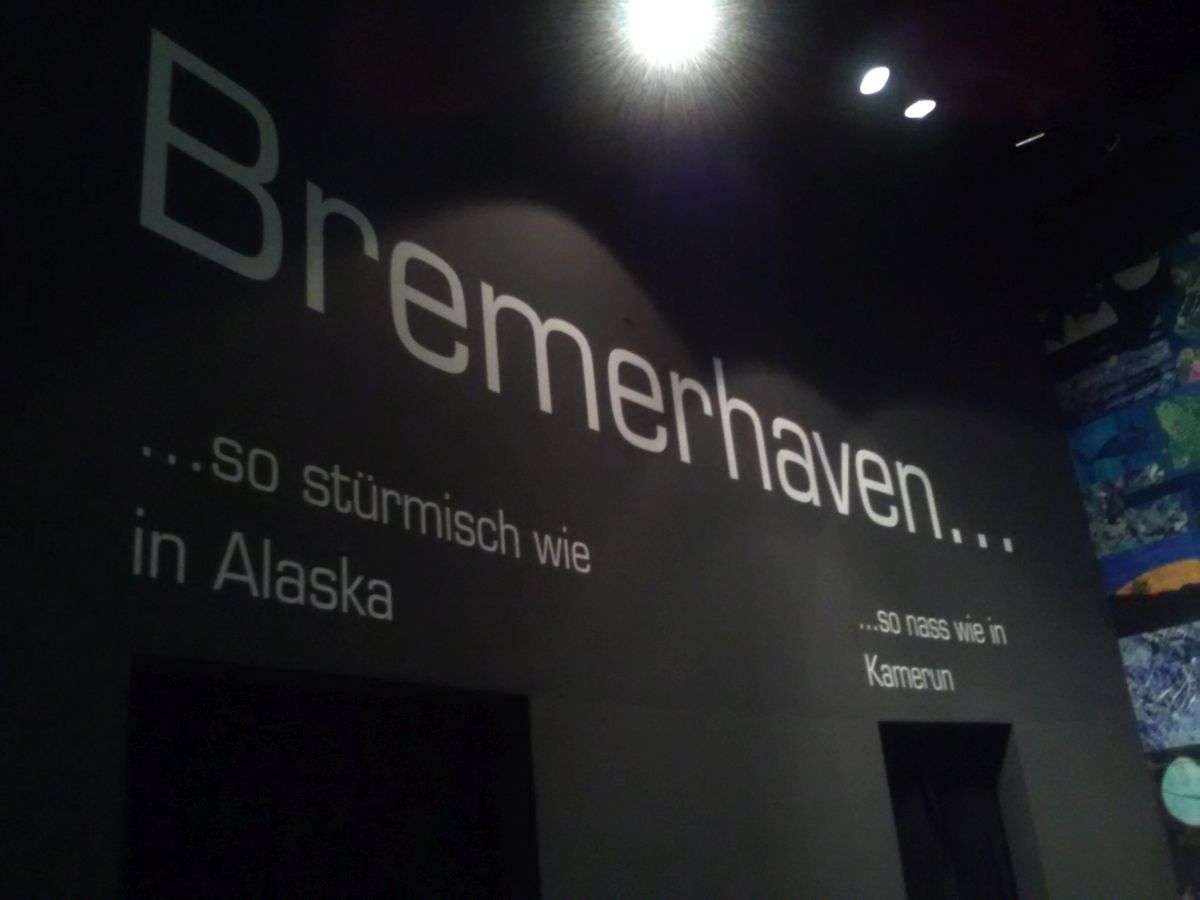 Bremerhaven...
...so stürmisch wie
in Alaska
...so nass wie in
Kamerun